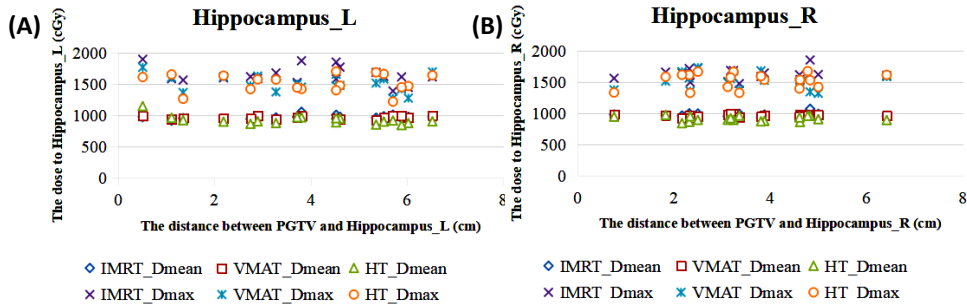 (A)
Hippocampus_L
The dose to Hippocampus_L (cGy)
2000
1500
1000
500
0
0 2 4 6 8
The distance between PGTV and Hippocampus_L (cm)
IMRT_Dmean VMAT_Dmean HT_Dmean
IMRT_Dmax VMAT_Dmax HT_Dmax
(B)
Hippocampus_R
The dose to Hippocampus_R (cGy)
2000
1500
1000
500
0
0 2 4 6 8
The distance between PGTV and Hippocampus_R (cm)
IMRT_Dmean VMAT_Dmean HT_Dmean
IMRT_Dmax VMAT_Dmax HT_Dmax